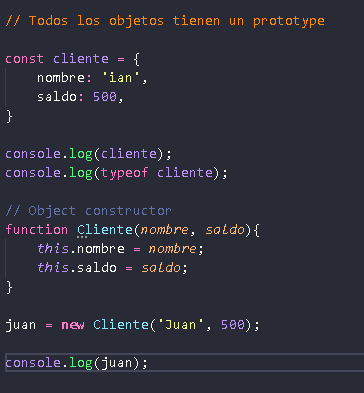 // Todos los objetos tienen un prototype
const cliente = {
    nombre: 'ian',
    saldo: 500,
}
console.log(cliente);
console.log(typeof cliente);
// Object constructor
function Cliente(nombre, saldo){
    this.nombre = nombre;
    this.saldo = saldo;
}
juan = new Cliente('Juan', 500);
console.log(juan);